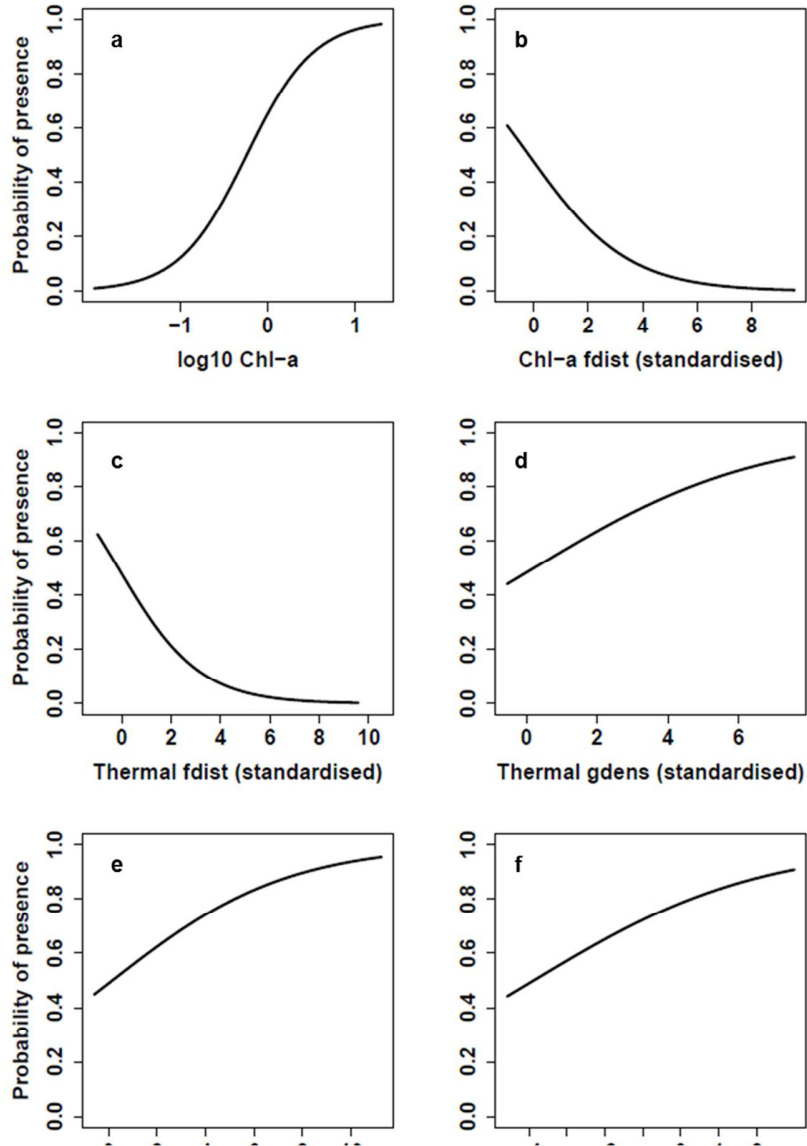 a
Probability of presence
0.0 0.2 0.4 0.6 0.8 1.0
−1 0 1
log10 Chl−a
b
0.0 0.2 0.4 0.6 0.8 1.0
0 2 4 6 8
Chl−a fdist (standardised)
c
Probability of presence
0.0 0.2 0.4 0.6 0.8 1.0
0 2 4 6 8 10
Thermal fdist (standardised)
d
0.0 0.2 0.4 0.6 0.8 1.0
0 2 4 6
Thermal gdens (standardised)
e
Probability of presence
0.0 0.2 0.4 0.6 0.8 1.0
f
0.0 0.2 0.4 0.6 0.8 1.0